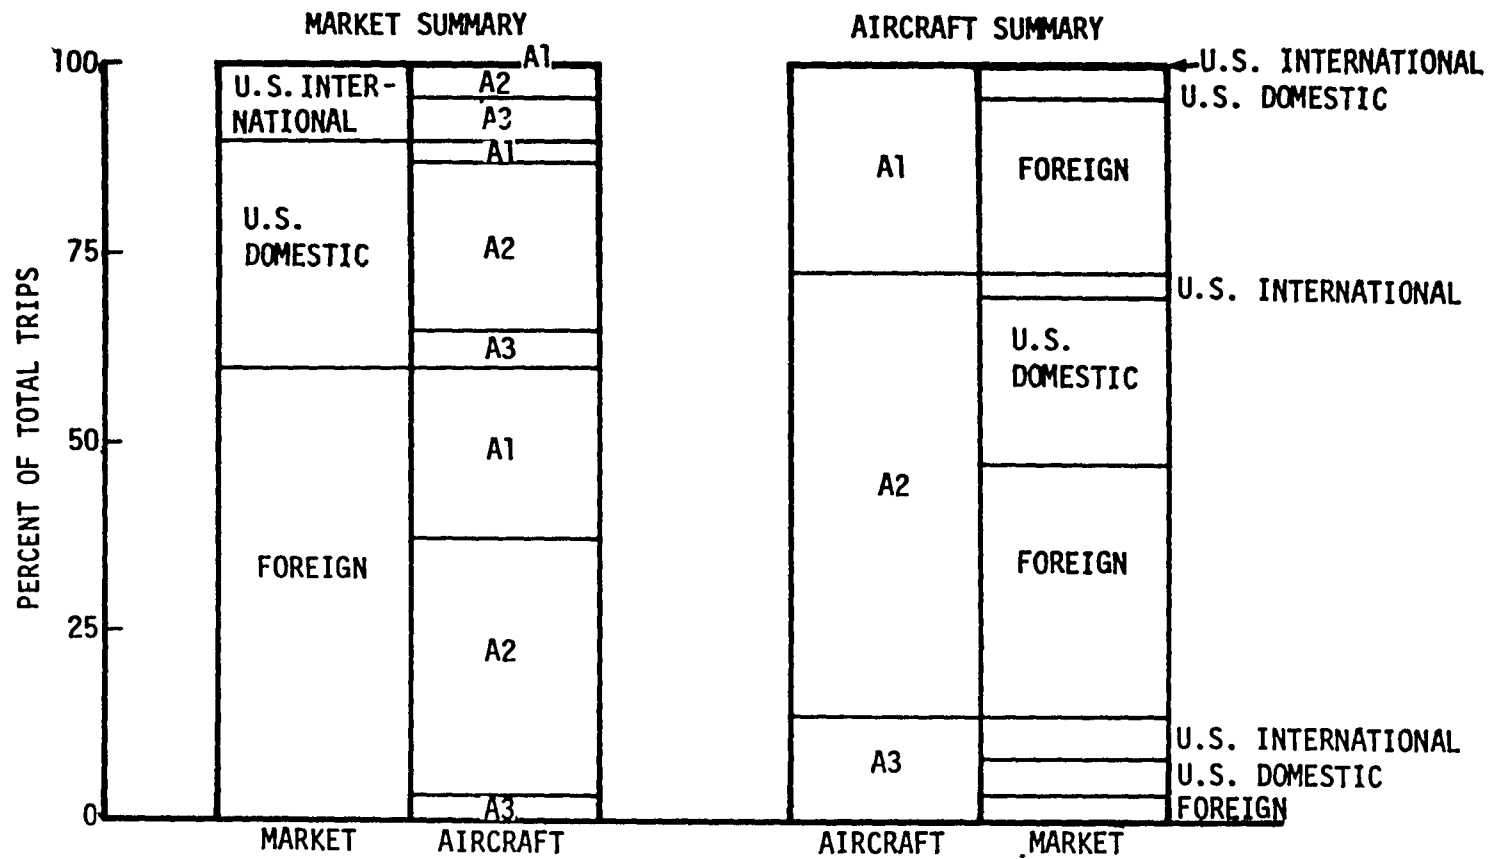 MARKET SUMMARY
AIRCRAFT SUMMARY
PERCENT OF TOTAL TRIPS
100
75
50
25
0
U.S. INTER-
NATIONAL
U.S.
DOMESTIC
FOREIGN
A1
A2
A3
A1
A2
A3
A1
A2
A3
MARKET
AIRCRAFT
A1
A2
A3
FOREIGN
U.S.
DOMESTIC
FOREIGN
U.S. INTERNATIONAL
U.S. DOMESTIC
U.S. INTERNATIONAL
U.S. INTERNATIONAL
U.S. DOMESTIC
FOREIGN
AIRCRAFT
MARKET